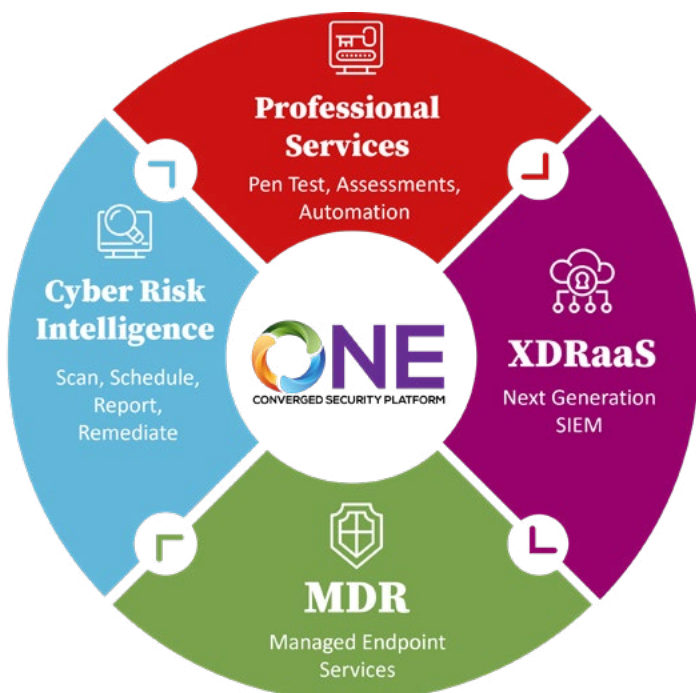 Professional
Services
Pen Test, Assessments,
Automation
Cyber Risk
Intelligence
Scan, Schedule,
Report,
Remediate
ONE
CONVERGED SECURITY PLATFORM
XDRaaS
Next Generation
SIEM
MDR
Managed Endpoint
Services